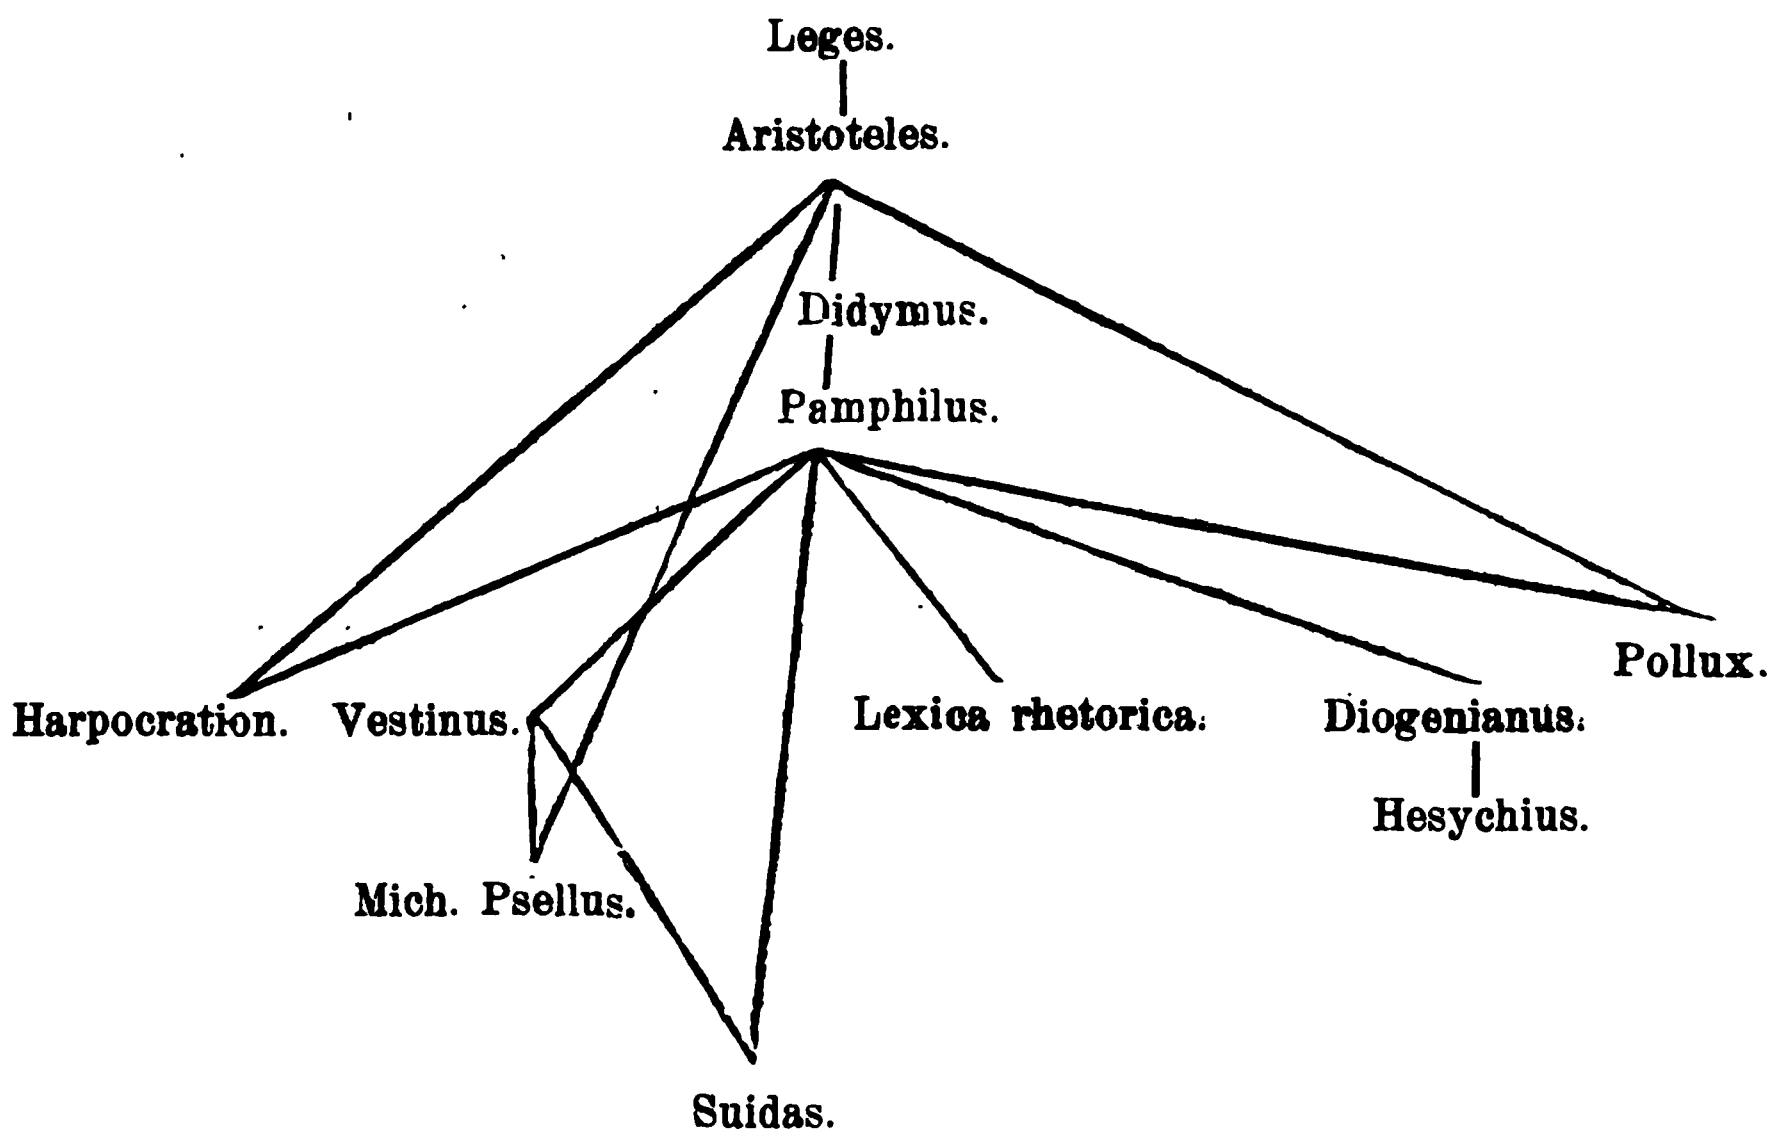 Leges.
Aristoteles.
Didymus.
Pamphilus.
Pollux.
Harpocration. Vestinus. Lexica rhetorica. Diogenianus.
Hesychius.
Mich. Psellus.
Suidas.